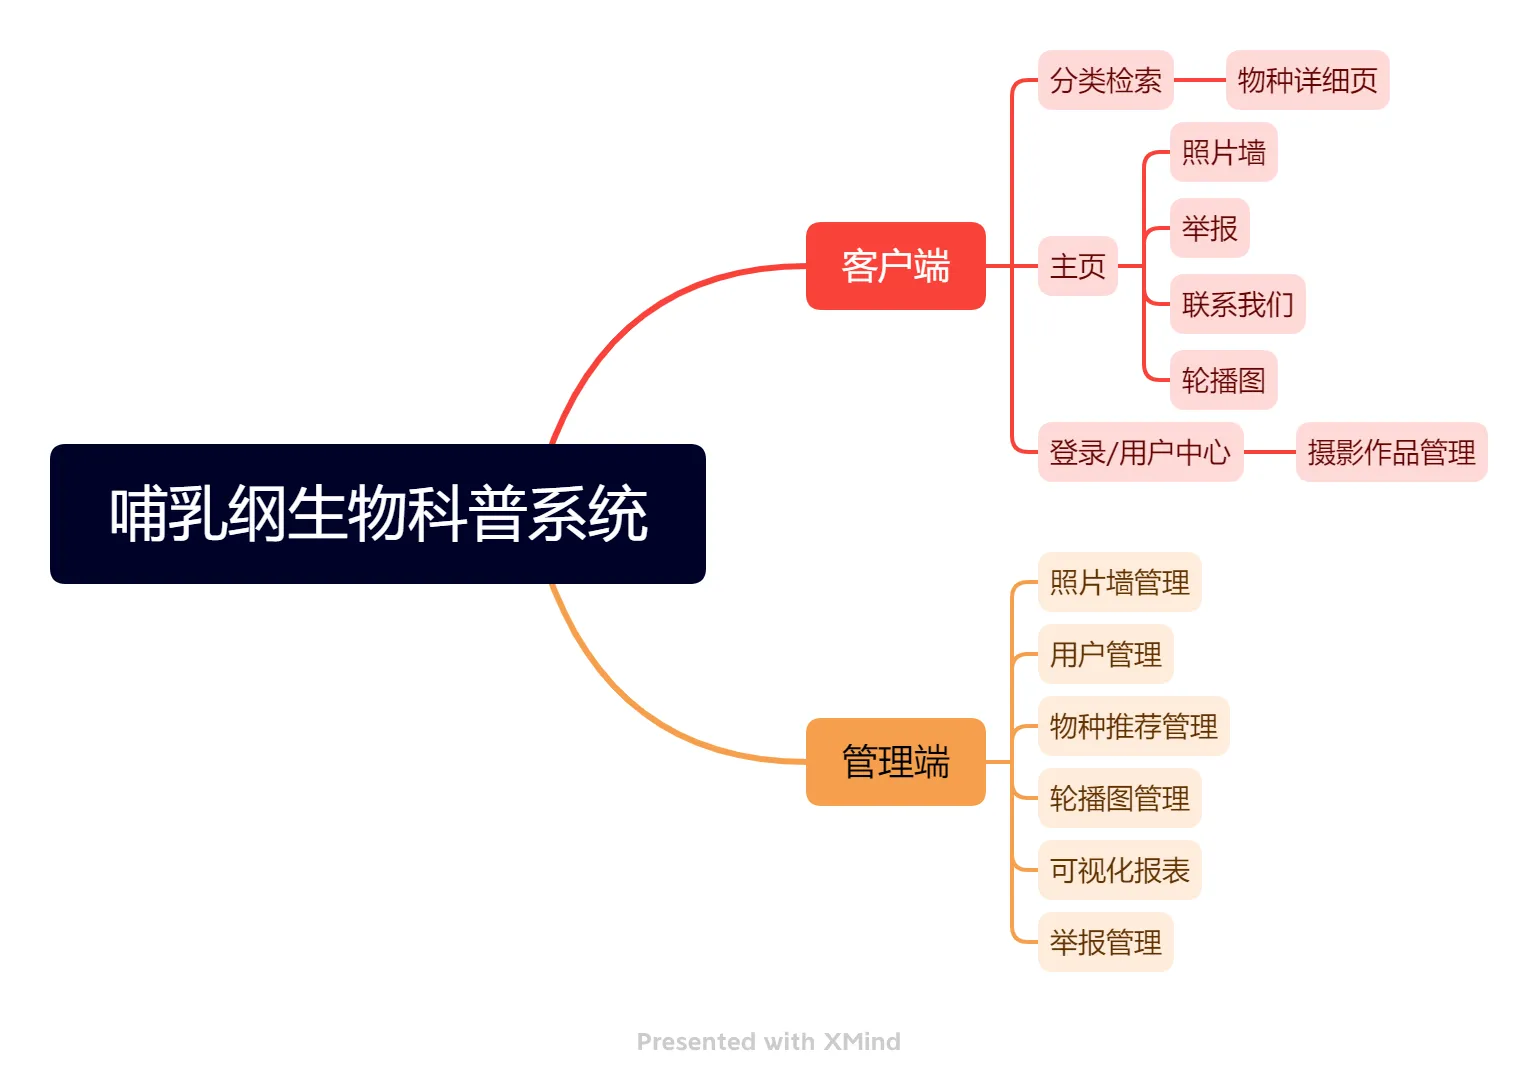 哺乳纲生物科普系统
客户端
分类检索
物种详细页
主页
照片墙
举报
联系我们
轮播图
登录/用户中心
摄影作品管理
管理端
照片墙管理
用户管理
物种推荐管理
轮播图管理
可视化报表
举报管理
Presented with XMind